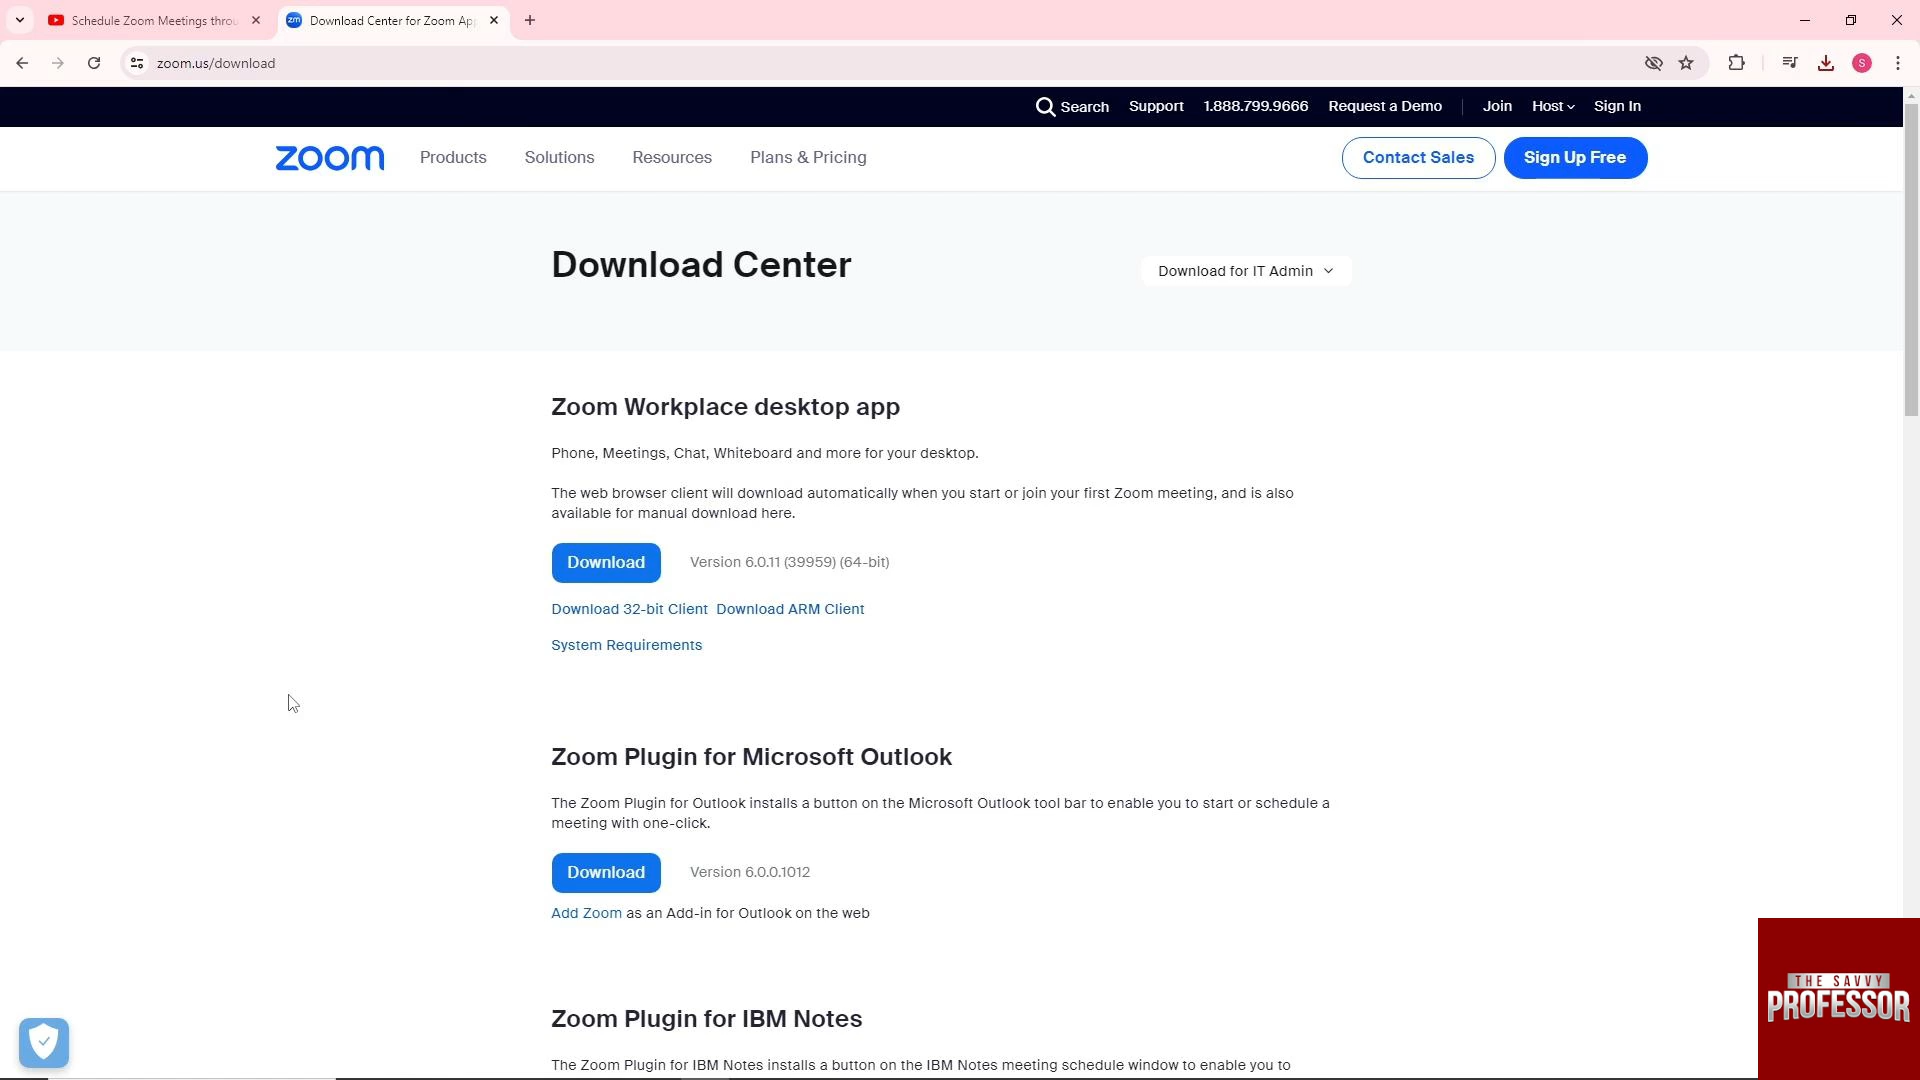 Schedule Zoom Meetings throu
Download Center for Zoom Ap
zoom.us/download
S
Search
Support
1.888.799.9666
Request a Demo
Join
Host
Sign In
zoom
Products
Solutions
Resources
Plans & Pricing
Contact Sales
Sign Up Free
Download Center
Download for IT Admin
Zoom Workplace desktop app
Phone, Meetings, Chat, Whiteboard and more for your desktop.
The web browser client will download automatically when you start or join your first Zoom meeting, and is also
available for manual download here.
Download
Version 6.0.11 (39959) (64-bit)
Download 32-bit Client
Download ARM Client
System Requirements
Zoom Plugin for Microsoft Outlook
The Zoom Plugin for Outlook installs a button on the Microsoft Outlook tool bar to enable you to start or schedule a
meeting with one-click.
Download
Version 6.0.0.1012
Add Zoom as an Add-in for Outlook on the web
Zoom Plugin for IBM Notes
The Zoom Plugin for IBM Notes installs a button on the IBM Notes meeting schedule window to enable you to
THE SAVVY
PROFESSOR